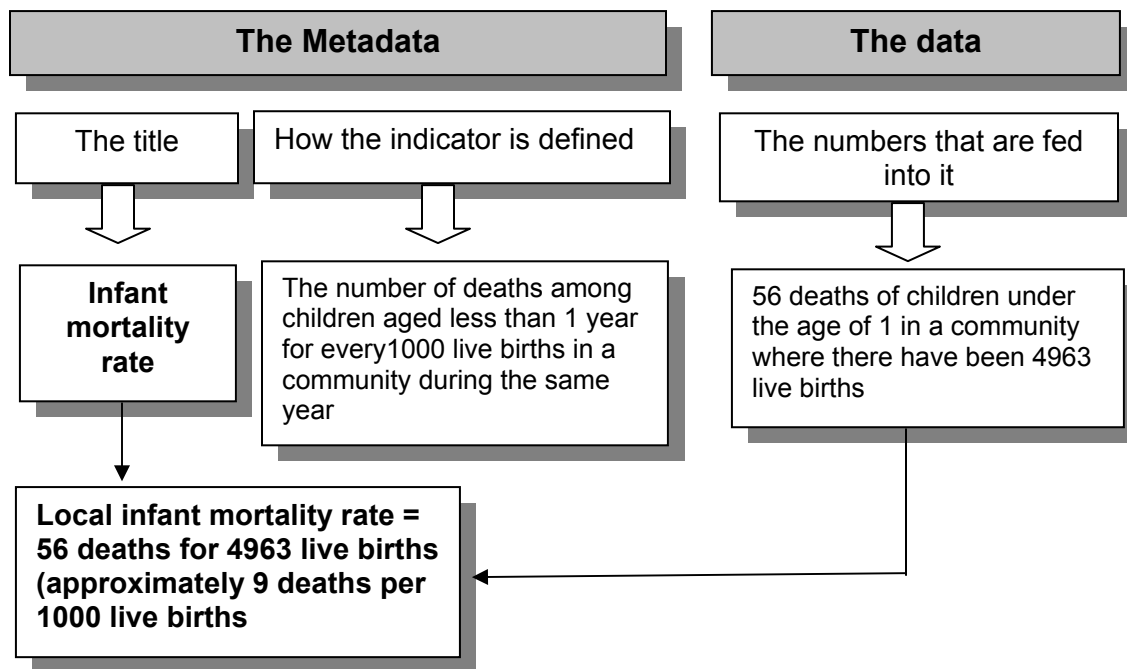 The Metadata
The data
The title
How the indicator is defined
The numbers that are fed
into it
Infant
mortality
rate
The number of deaths among
children aged less than 1 year
for every1000 live births in a
community during the same
year
56 deaths of children under
the age of 1 in a community
where there have been 4963
live births
Local infant mortality rate =
56 deaths for 4963 live births
(approximately 9 deaths per
1000 live births